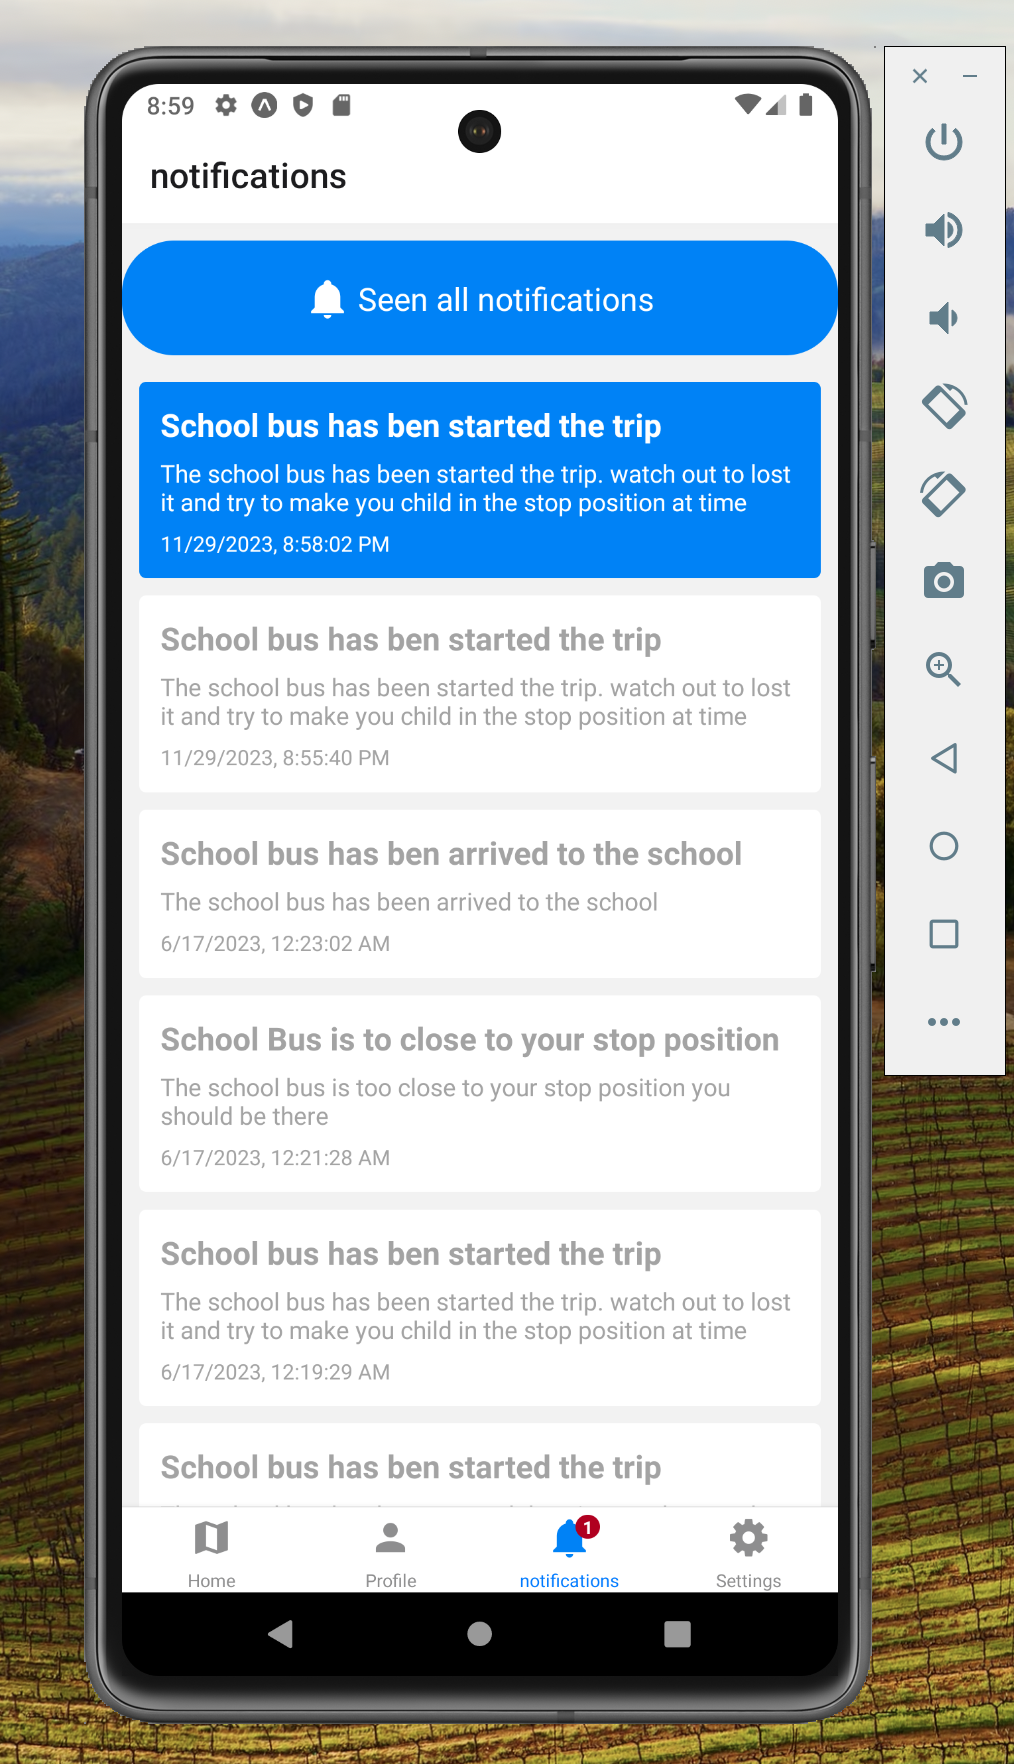 8:59
notifications
Seen all notifications
School bus has ben started the trip
The school bus has been started the trip. watch out to lost
it and try to make you child in the stop position at time
11/29/2023, 8:58:02 PM
School bus has ben started the trip
The school bus has been started the trip. watch out to lost
it and try to make you child in the stop position at time
11/29/2023, 8:55:40 PM
School bus has ben arrived to the school
The school bus has been arrived to the school
6/17/2023, 12:23:02 AM
School Bus is to close to your stop position
The school bus is too close to your stop position you
should be there
6/17/2023, 12:21:28 AM
School bus has ben started the trip
The school bus has been started the trip. watch out to lost
it and try to make you child in the stop position at time
6/17/2023, 12:19:29 AM
School bus has ben started the trip
1
Home Profile notifications Settings